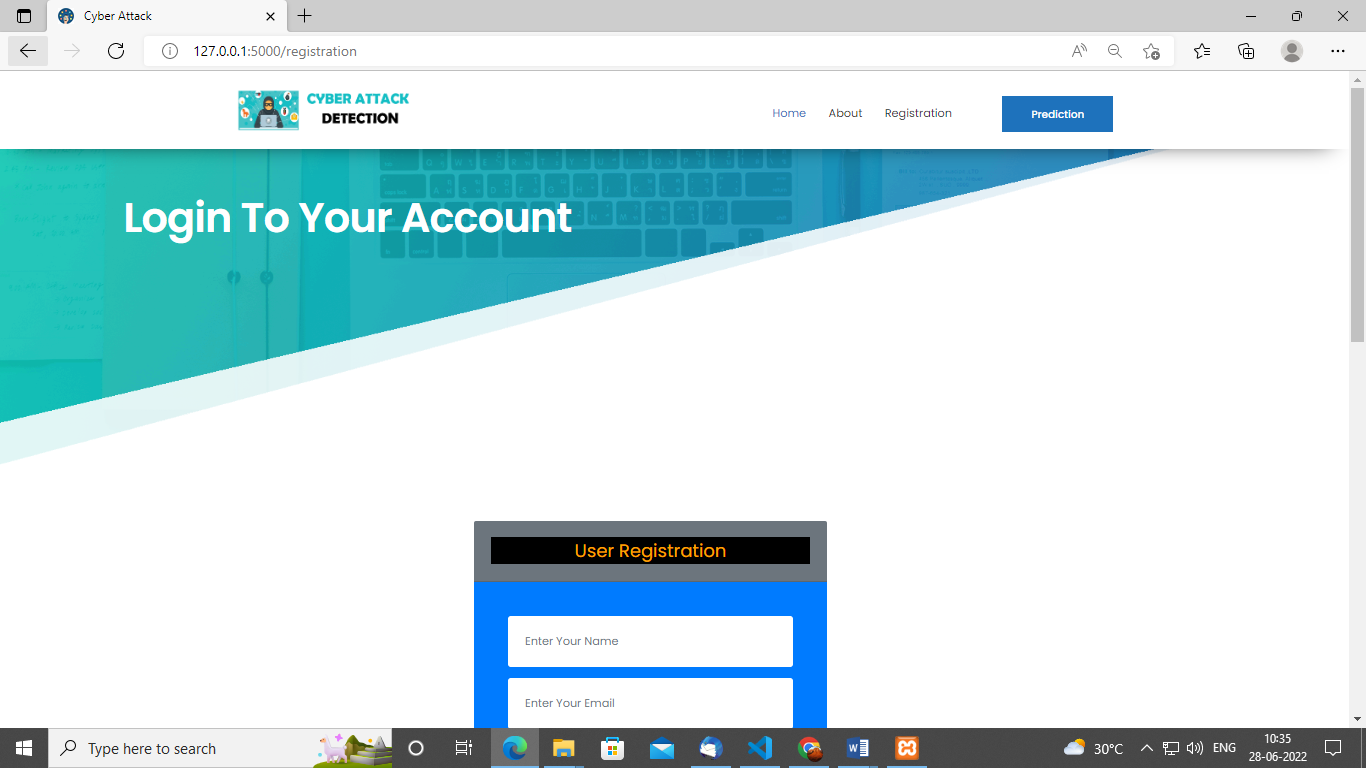 Cyber Attack
127.0.0.1:5000/registration
CYBER ATTACK
DETECTION
Home
About
Registration
Prediction
Login To Your Account
User Registration
Enter Your Name
Enter Your Email
Type here to search
30°C
ENG
10:35
28-06-2022